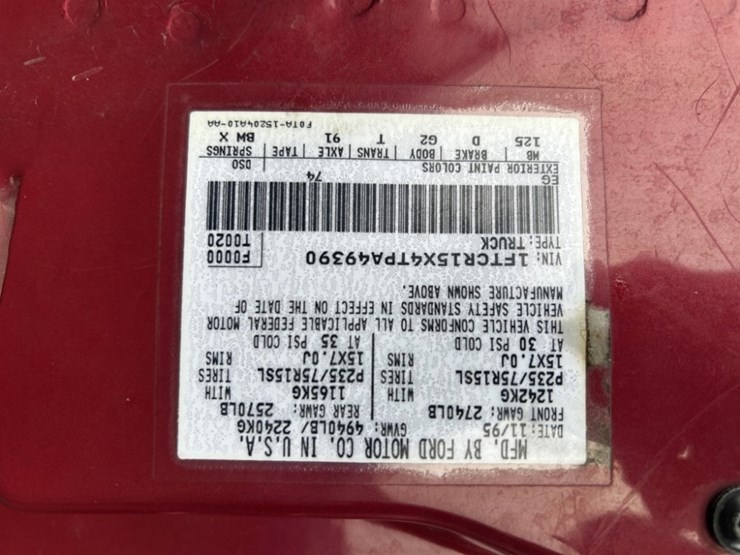 MFD. BY FORD MOTOR CO. IN U.S.A.
DATE: 11/95 GVWR: 4940LB/ 2240KG
FRONT GAWR: 2740LB REAR GAWR: 2570LB
1242KG WITH 1165KG WITH
P235/75R15SL TIRES P235/75R15SL TIRES
15X7.0J RIMS 15X7.0J RIMS
AT 30 PSI COLD AT 35 PSI COLD
THIS VEHICLE CONFORMS TO ALL APPLICABLE FEDERAL MOTOR
VEHICLE SAFETY STANDARDS IN EFFECT ON THE DATE OF
MANUFACTURE SHOWN ABOVE.
VIN: 1FTCR15X4TPA49390 F0000
TYPE: TRUCK T0020
EG 74
EXTERIOR PAINT COLORS DSO
WB BRAKE BODY TRANS AXLE TAPE SPRINGS
125 D G2 T 91 BW X
F0TA-15204A10-AA